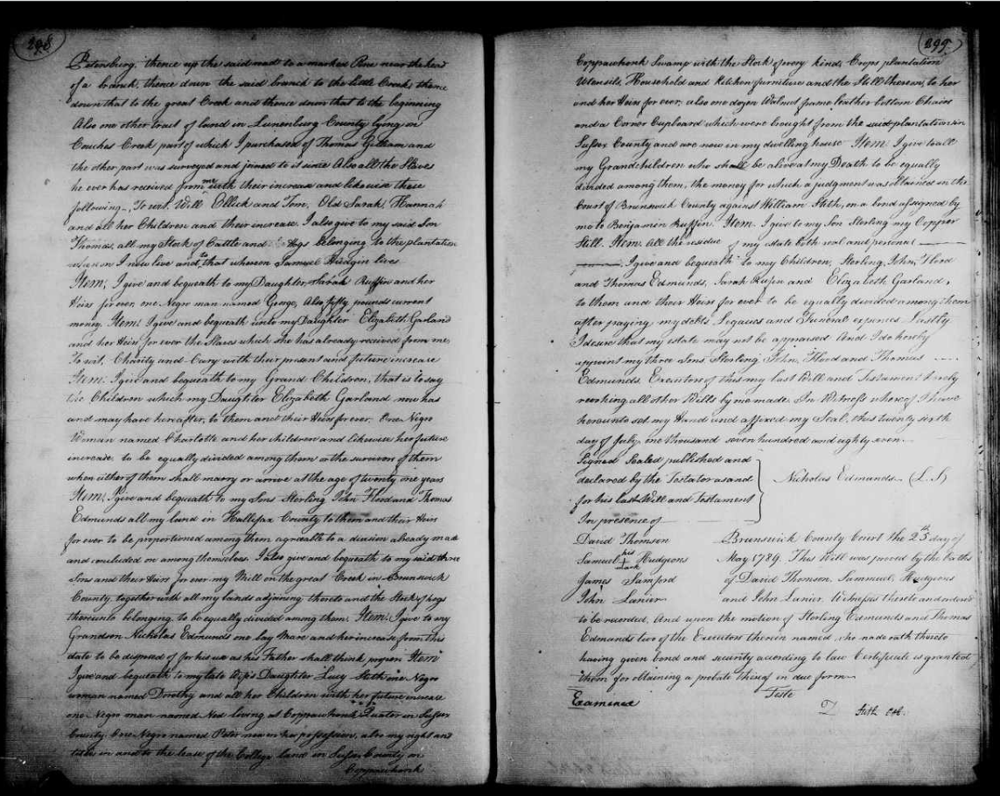 298
Petersburg, thence up the said road to a marked Pine near the head
of a branch, thence down the said branch to the little Creek, thence
down that to the great Creek and thence down that to the beginning
Also one other tract of land in Lunenburg County lying on
Couches Creek part of which I purchased of Thomas Gilliam and
the other part was surveyed and joined to it since Also all the Slaves
he ever has received from me with their increase and likewise these
following, To wit, Will Ellick and Tom, Old Sarah, Hannah
and all her Children and their increase. I also give to my said Son
Thomas, all my Stock of Cattle and Hogs belonging to the plantation
whereon I now live and to that whereon Samuel Hudgin lives
Item, I give and bequeath to my Daughter, Sarah Ruffin and her
Heirs for ever, one Negro man named George, Also fifty pounds current
money. Item. I give and bequeath unto my Daughter Elizabeth Garland
and her Heirs for ever the Slaves which she has already received from me,
To wit, Charity and Cary with their present and future increase
Item. I give and bequeath to my Grand Children, that is to say
the Children which my Daughter Elizabeth Garland now has
and may have hereafter, to them and their Heirs for ever, One Negro
Woman named Charlotte and her children and likewise her future
increase, to be equally divided among them or the survivors of them
when either of them shall marry or arrive at the age of twenty one years
Item, I give and bequeath to my Sons Sterling John Flood and Thomas
Edmunds all my land in Hallifax County to them and their Heirs
for ever to be proportioned among them agreable to a division already made
and concluded on among themselves. I also give and bequeath to my said three
Sons and their Heirs for ever my Mill on the great Creek in Brunswick
County, together with all my lands adjoining thereto and the Stock of hogs
thereunto belonging, to be equally divided among them. Item. I give to my
Grandson Nicholas Edmunds one bay Mare and her increase from this
date to be disposed of for his use as his Father shall think proper. Item
I give and bequeath to my late Wife's Daughter Lucy Stith one Negro
woman named Dorothy and all her Children with her future increase
one Negro man named Ned living at Coppawhonk Quarter in Sussex
County. One Negro named Peter now in her possession, also my right and
title in and to the lease of the College land in Sussex County on
Coppawhonk
299
Coppawhonk Swamp with the Stock of every kind, Crops plantation
Utensils, Household and Kitchen furniture and the Still thereon, to her
and her Heirs for ever, also one dozen Walnut frame leather bottom Chairs
and a Corner Cupboard which were bought from the said plantation in
Sussex County and are now in my dwelling house Item. I give to all
my Grandchildren who shall be alive at my Death to be equally
divided among them, the money for which a judgment was obtained in the
Court of Brunswick County against William Stith, on a bond assigned by
me to Benjamin Ruffin. Item. I give to my Son Sterling my Copper
Still. Item. All the residue of my estate both real and personal
I give and bequeath to my Children, Sterling, John, Flood
and Thomas Edmunds, Sarah Rufin and Elizabeth Garland,
to them and their Heirs for ever to be equally divided among them
after paying my debts, Legacies and Funeral expences Lastly
I desire that my estate may not be appraised And I do hereby
appoint my three Sons Sterling John, Flood and Thomas
Edmunds, Executors of this my last Will and Testament hereby
revoking all other Wills by me made. In Witness whereof I have
hereunto set my Hand and affixed my Seal, this twenty sixth
day of July, one thousand seven hundred and eighty seven.
Signed Sealed published and
declared by the Testator as and
for his last Will and Testament
In presence of
Nicholas Edmunds (L.S)
David Thomson
Samuel his + mark Hudgeons
James Samford
John Lanier
Brunswick County Court the 25th day of
May 1789. This Will was proved by the Oaths
of David Thomson, Sammuel, Hudgeons
and John Lanier, Witnesses thereto and ordered
to be recorded, And upon the motion of Sterling Edmunds and Thomas
Edmunds two of the Executors therein named, who made oath thereto
having given bond and security according to law Certificate is granted
them for obtaining a probate thereof in due form
Teste
Examined
Stith